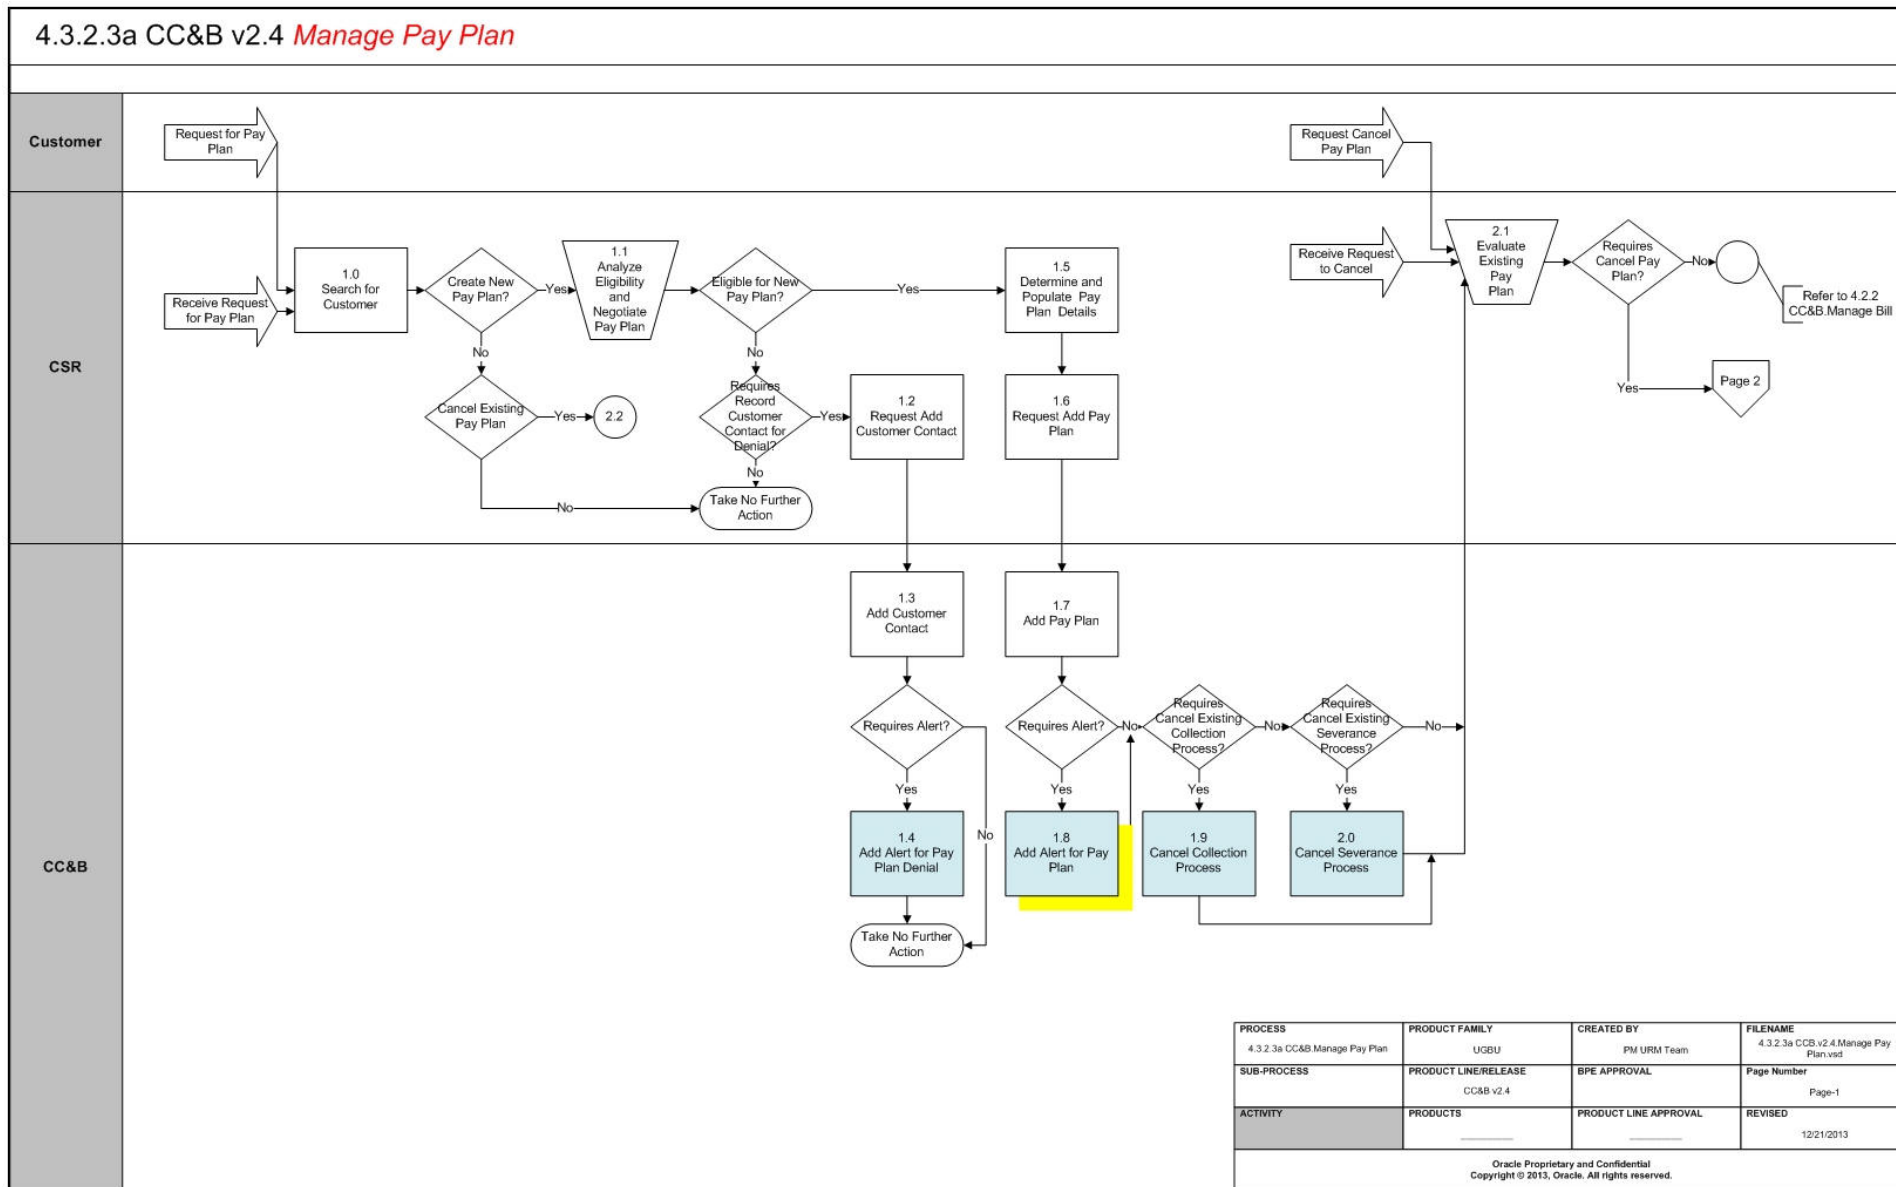 4.3.2.3a CC&B v2.4 Manage Pay Plan
Customer
Request for Pay
Plan
Request Cancel
Pay Plan
CSR
Receive Request
for Pay Plan
1.0
Search for
Customer
Create New
Pay Plan?
Yes
No
1.1
Analyze
Eligibility
and
Negotiate
Pay Plan
Eligible for New
Pay Plan?
Yes
No
1.5
Determine and
Populate Pay
Plan Details
Cancel Existing
Pay Plan
Yes
2.2
No
Requires
Record
Customer
Contact for
Denial?
Yes
No
1.2
Request Add
Customer Contact
1.6
Request Add Pay
Plan
Take No Further
Action
Receive Request
to Cancel
2.1
Evaluate
Existing
Pay
Plan
Requires
Cancel Pay
Plan?
No
Refer to 4.2.2
CC&B.Manage Bill
Yes
Page 2
CC&B
1.3
Add Customer
Contact
1.7
Add Pay Plan
Requires Alert?
Yes
No
Requires Alert?
No
Yes
Requires
Cancel Existing
Collection
Process?
No
Yes
Requires
Cancel Existing
Severance
Process?
No
Yes
1.4
Add Alert for Pay
Plan Denial
1.8
Add Alert for Pay
Plan
1.9
Cancel Collection
Process
2.0
Cancel Severance
Process
Take No Further
Action
PROCESS
4.3.2.3a CC&B.Manage Pay Plan
PRODUCT FAMILY
UGBU
CREATED BY
PM URM Team
FILENAME
4.3.2.3a CCB.v2.4.Manage Pay
Plan.vsd
SUB-PROCESS
PRODUCT LINE/RELEASE
CC&B v2.4
BPE APPROVAL
Page Number
Page-1
ACTIVITY
PRODUCTS
PRODUCT LINE APPROVAL
REVISED
12/21/2013
Oracle Proprietary and Confidential
Copyright © 2013, Oracle. All rights reserved.